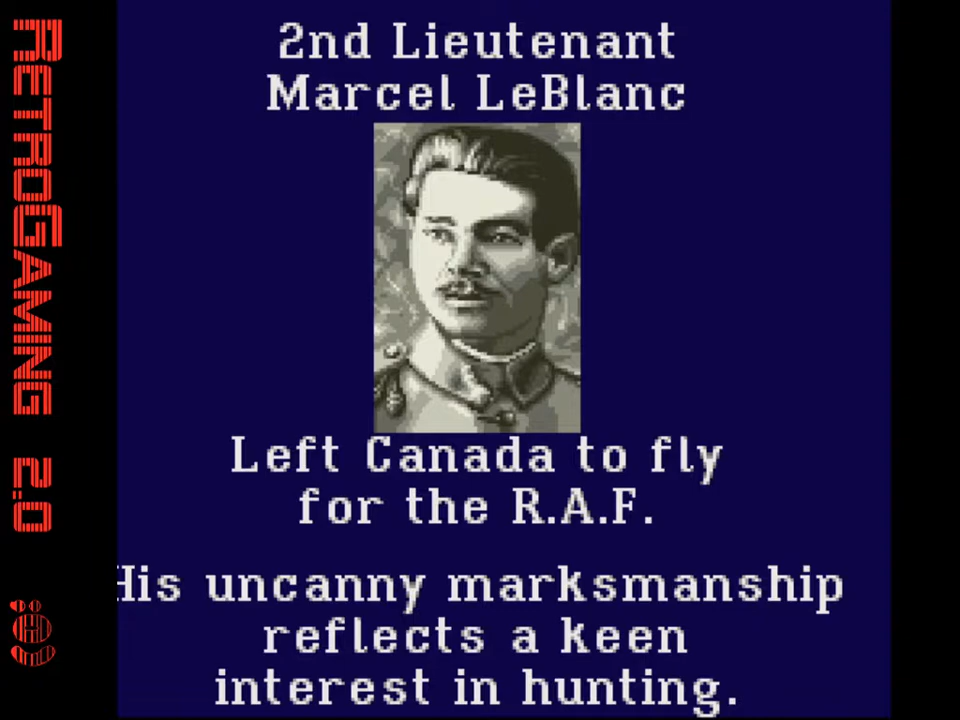 RETROGAMING 2.0
2nd Lieutenant
Marcel LeBlanc
Left Canada to fly
for the R.A.F.
His uncanny marksmanship
reflects a keen
interest in hunting.